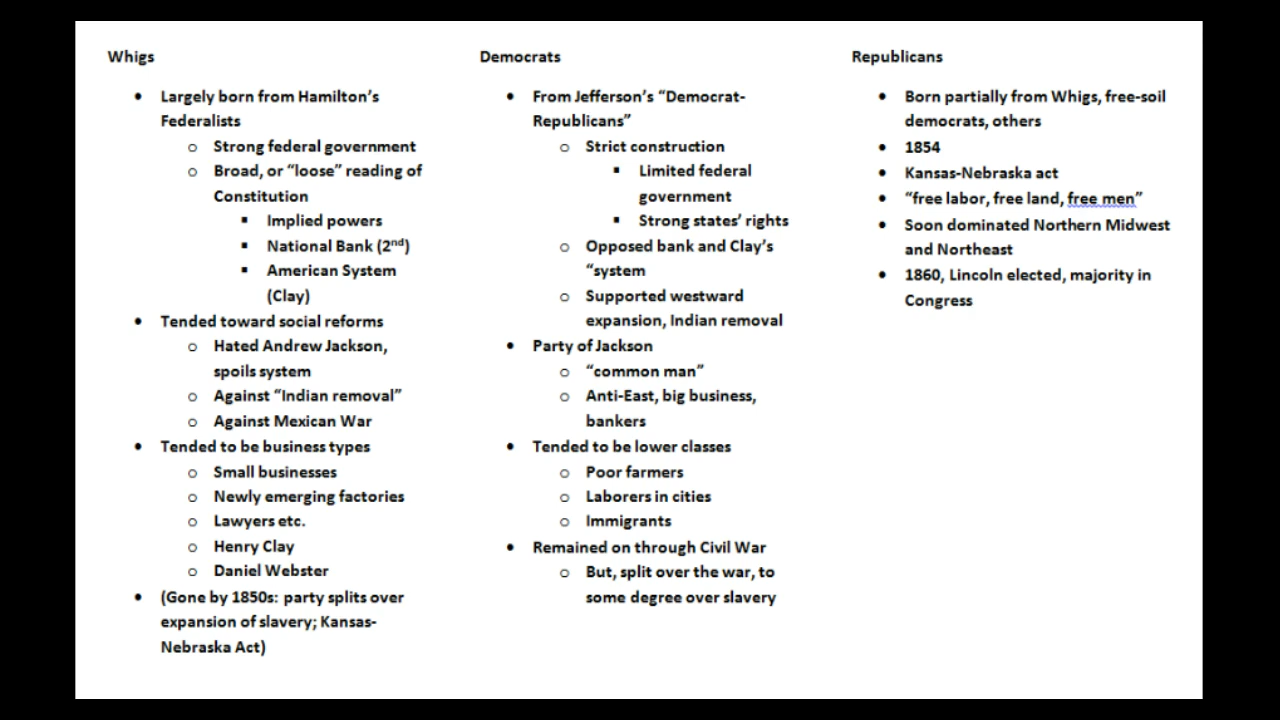 Whigs
• Largely born from Hamilton's
Federalists
o Strong federal government
o Broad, or "loose" reading of
Constitution
▪ Implied powers
▪ National Bank (2nd)
▪ American System
(Clay)
• Tended toward social reforms
o Hated Andrew Jackson,
spoils system
o Against "Indian removal"
o Against Mexican War
• Tended to be business types
o Small businesses
o Newly emerging factories
o Lawyers etc.
o Henry Clay
o Daniel Webster
• (Gone by 1850s: party splits over
expansion of slavery; Kansas-
Nebraska Act)
Democrats
• From Jefferson's "Democrat-
Republicans"
o Strict construction
▪ Limited federal
government
▪ Strong states' rights
o Opposed bank and Clay's
"system
o Supported westward
expansion, Indian removal
• Party of Jackson
o "common man"
o Anti-East, big business,
bankers
• Tended to be lower classes
o Poor farmers
o Laborers in cities
o Immigrants
• Remained on through Civil War
o But, split over the war, to
some degree over slavery
Republicans
• Born partially from Whigs, free-soil
democrats, others
• 1854
• Kansas-Nebraska act
• "free labor, free land, free men"
• Soon dominated Northern Midwest
and Northeast
• 1860, Lincoln elected, majority in
Congress